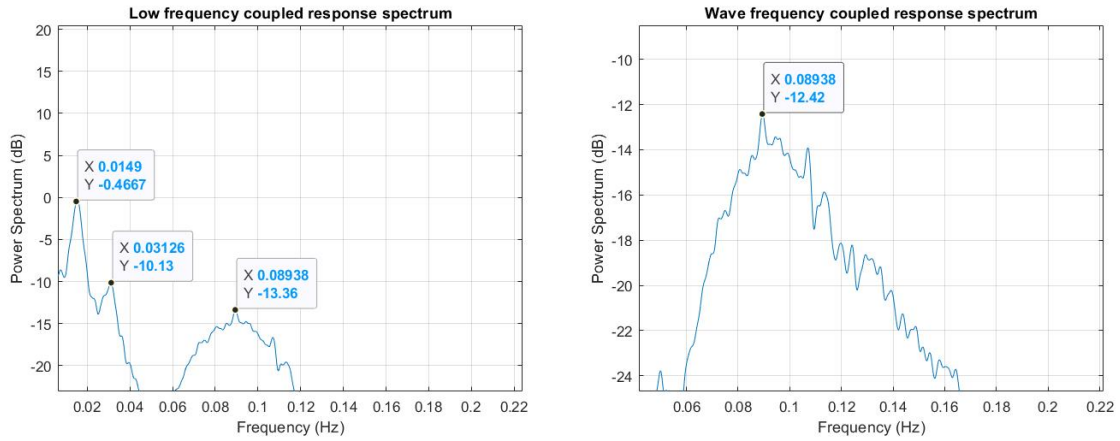 Low frequency coupled response spectrum
Power Spectrum (dB)
20
15
10
5
0
-5
-10
-15
-20
X 0.0149
Y -0.4667
X 0.03126
Y -10.13
X 0.08938
Y -13.36
0.02 0.04 0.06 0.08 0.1 0.12 0.14 0.16 0.18 0.2 0.22
Frequency (Hz)
Wave frequency coupled response spectrum
Power Spectrum (dB)
-10
-12
-14
-16
-18
-20
-22
-24
X 0.08938
Y -12.42
0.06 0.08 0.1 0.12 0.14 0.16 0.18 0.2 0.22
Frequency (Hz)